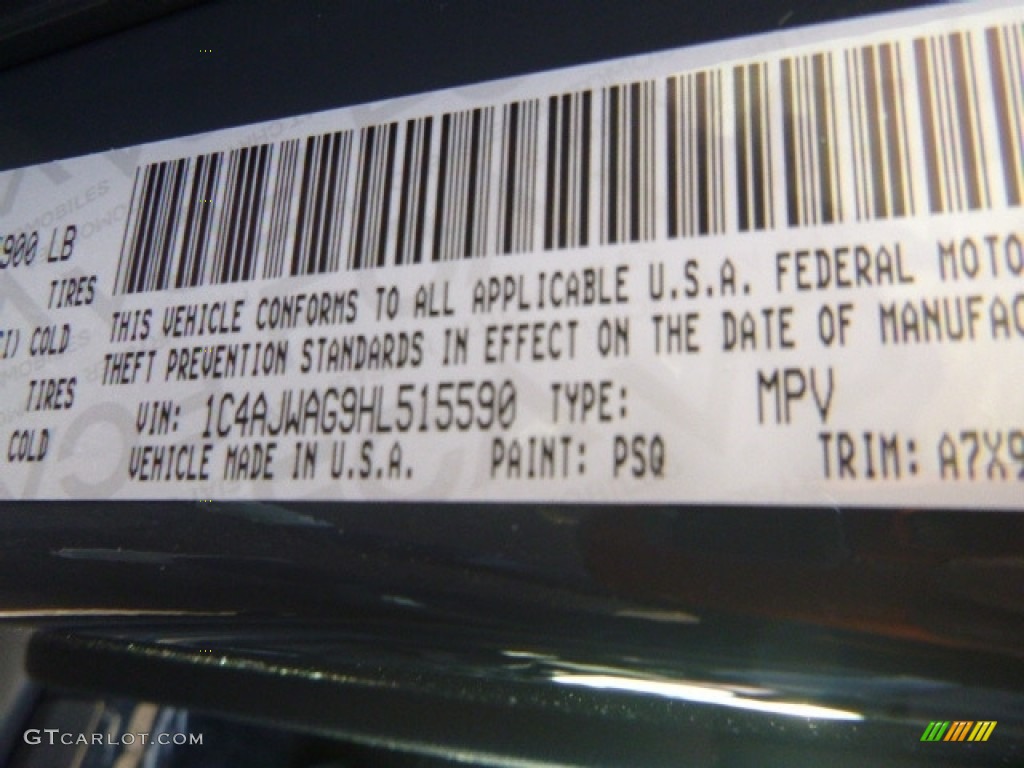 900 LB
TIRES
COLD
TIRES
COLD
THIS VEHICLE CONFORMS TO ALL APPLICABLE U.S.A. FEDERAL MOTO
THEFT PREVENTION STANDARDS IN EFFECT ON THE DATE OF MANUFAC
VIN: 1C4AJWAG9HL515590 TYPE: MPV
VEHICLE MADE IN U.S.A. PAINT: PSQ TRIM: A7X9
GTCARLOT.COM